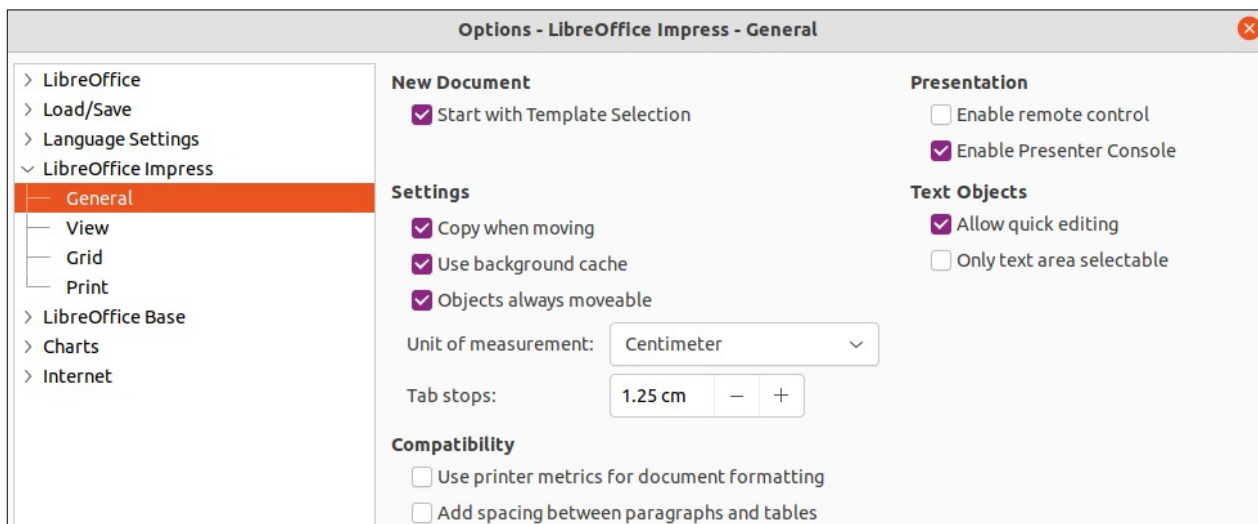 Options - LibreOffice Impress - General
LibreOffice
Load/Save
Language Settings
LibreOffice Impress
General
View
Grid
Print
LibreOffice Base
Charts
Internet
New Document
Start with Template Selection
Settings
Copy when moving
Use background cache
Objects always moveable
Unit of measurement: Centimeter
Tab stops: 1.25 cm − +
Compatibility
Use printer metrics for document formatting
Add spacing between paragraphs and tables
Presentation
Enable remote control
Enable Presenter Console
Text Objects
Allow quick editing
Only text area selectable